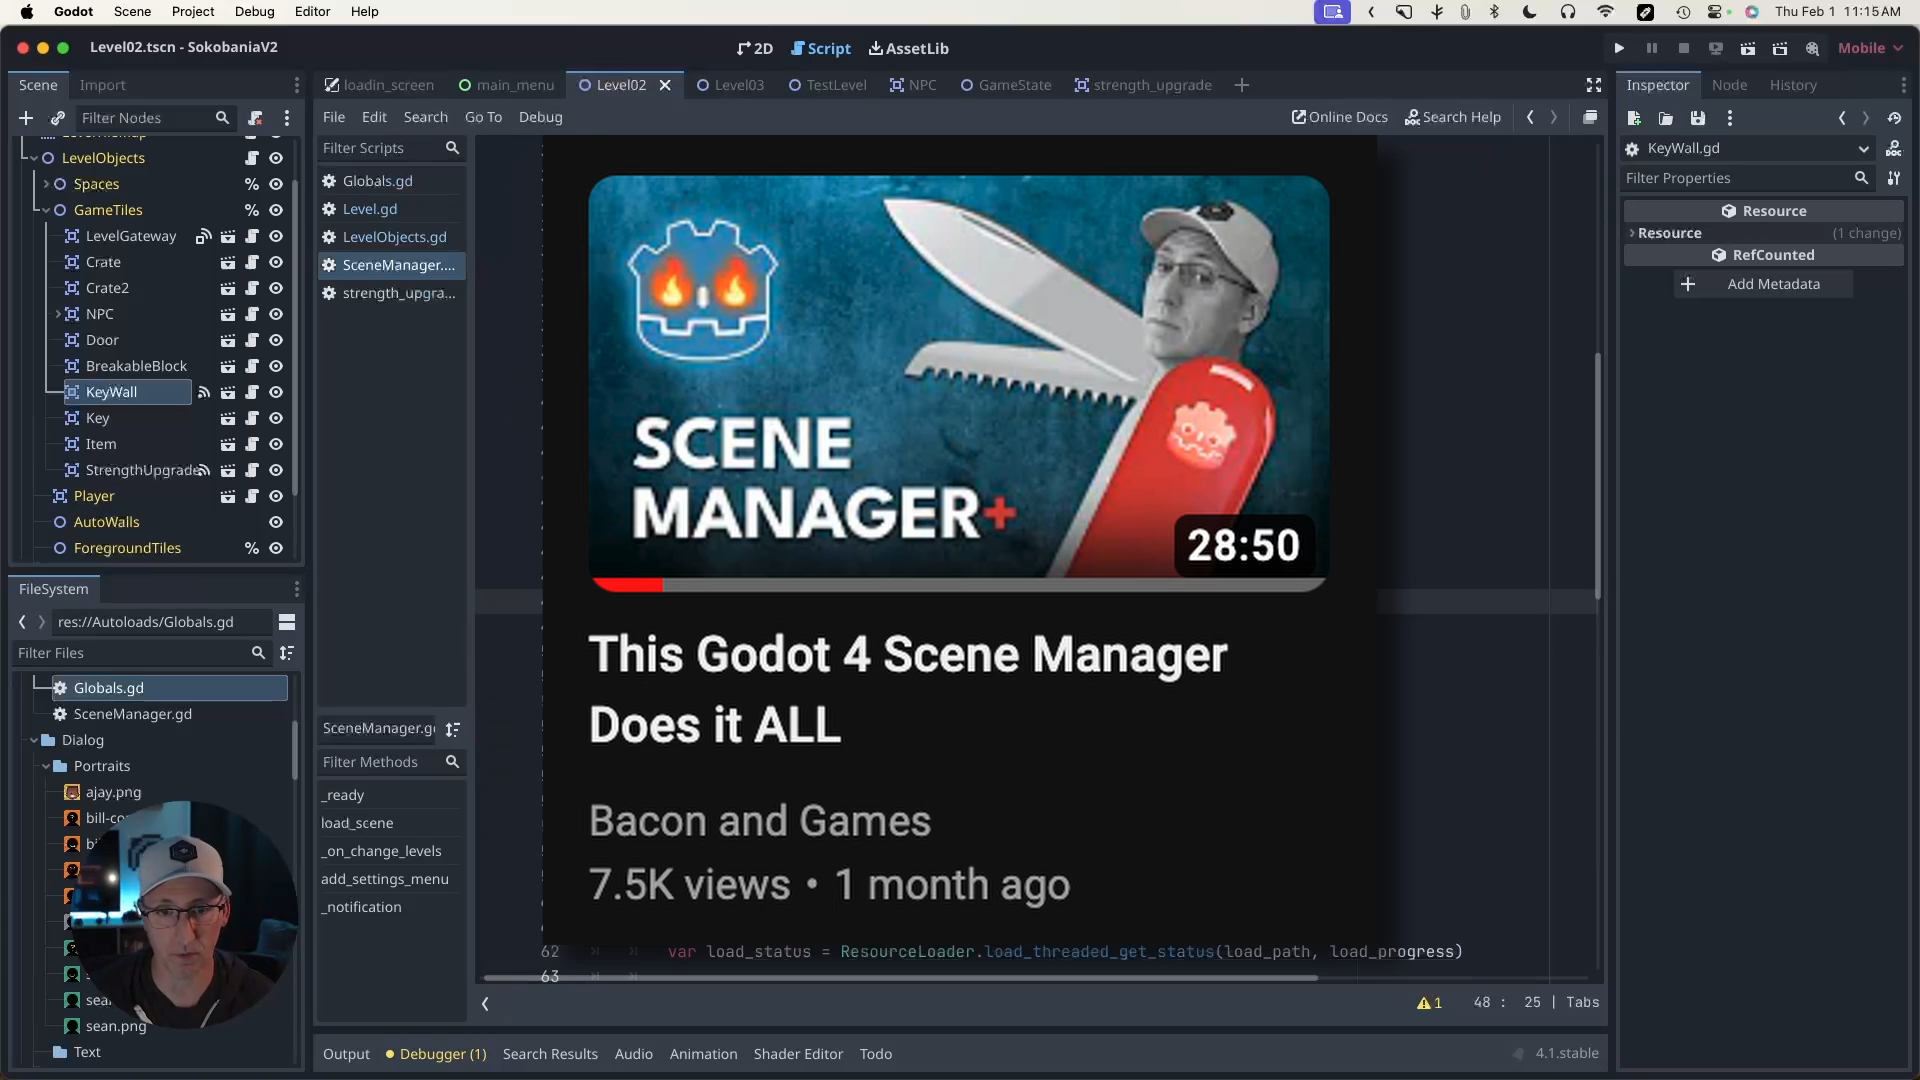 Godot Scene Project Debug Editor Help
Thu Feb 1 11:15 AM
Level02.tscn - SokobaniaV2
2D Script AssetLib
Mobile
Scene Import
loadin_screen main_menu Level02 Level03 TestLevel NPC GameState strength_upgrade
Inspector Node History
Filter Nodes
File Edit Search Go To Debug
Online Docs Search Help
LevelObjects
Spaces
GameTiles
LevelGateway
Crate
Crate2
NPC
Door
BreakableBlock
KeyWall
Key
Item
StrengthUpgrade
Player
AutoWalls
ForegroundTiles
FileSystem
res://Autoloads/Globals.gd
Filter Files
Globals.gd
SceneManager.gd
Dialog
Portraits
ajay.png
sean.png
Text
Filter Scripts
Globals.gd
Level.gd
LevelObjects.gd
SceneManager....
strength_upgra...
SceneManager.g
Filter Methods
_ready
load_scene
_on_change_levels
add_settings_menu
_notification
SCENE
MANAGER+
28:50
This Godot 4 Scene Manager
Does it ALL
Bacon and Games
7.5K views • 1 month ago
62 var load_status = ResourceLoader.load_threaded_get_status(load_path, load_progress)
63
1 48 : 25 | Tabs
Output Debugger (1) Search Results Audio Animation Shader Editor Todo
4.1.stable
KeyWall.gd
Filter Properties
Resource
Resource (1 change)
RefCounted
Add Metadata